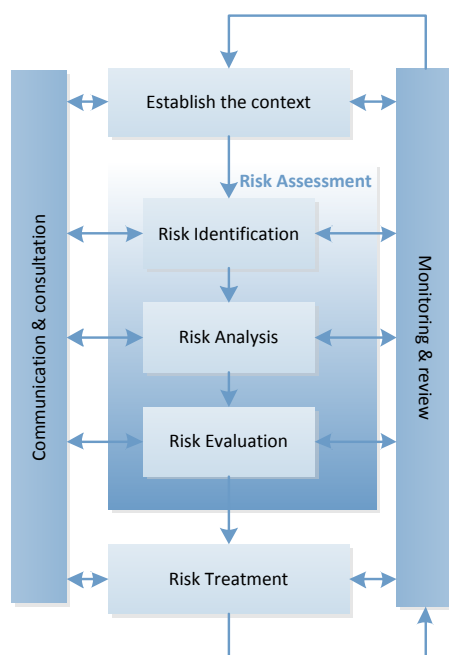 Establish the context
Risk Assessment
Risk Identification
Risk Analysis
Risk Evaluation
Risk Treatment
Communication & consultation
Monitoring & review